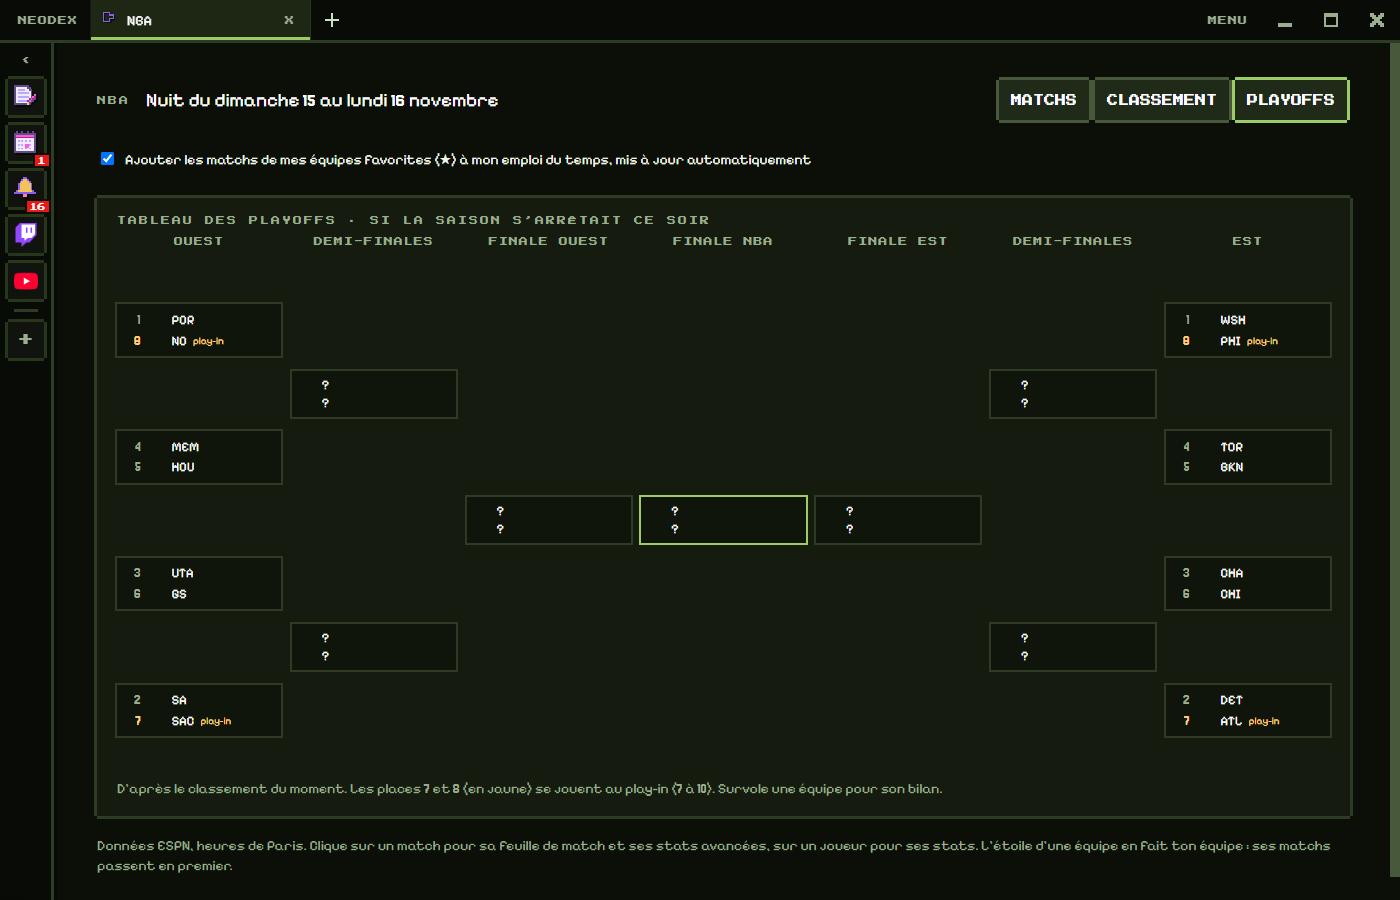 NEODEX
NBA
MENU
NBA Nuit du dimanche 15 au lundi 16 novembre
MATCHS CLASSEMENT PLAYOFFS
1
16
Ajouter les matchs de mes équipes favorites (★) à mon emploi du temps, mis à jour automatiquement
TABLEAU DES PLAYOFFS · SI LA SAISON S'ARRÊTAIT CE SOIR
OUEST DEMI-FINALES FINALE OUEST FINALE NBA FINALE EST DEMI-FINALES EST
1 POR
8 NO play-in
1 WSH
8 PHI play-in
?
?
?
?
4 MEM
5 HOU
4 TOR
5 BKN
?
?
?
?
?
?
3 UTA
6 GS
3 CHA
6 CHI
?
?
?
?
2 SA
7 SAC play-in
2 DET
7 ATL play-in
D'après le classement du moment. Les places 7 et 8 (en jaune) se jouent au play-in (7 à 10). Survole une équipe pour son bilan.
Données ESPN, heures de Paris. Clique sur un match pour sa feuille de match et ses stats avancées, sur un joueur pour ses stats. L'étoile d'une équipe en fait ton équipe : ses matchs
passent en premier.